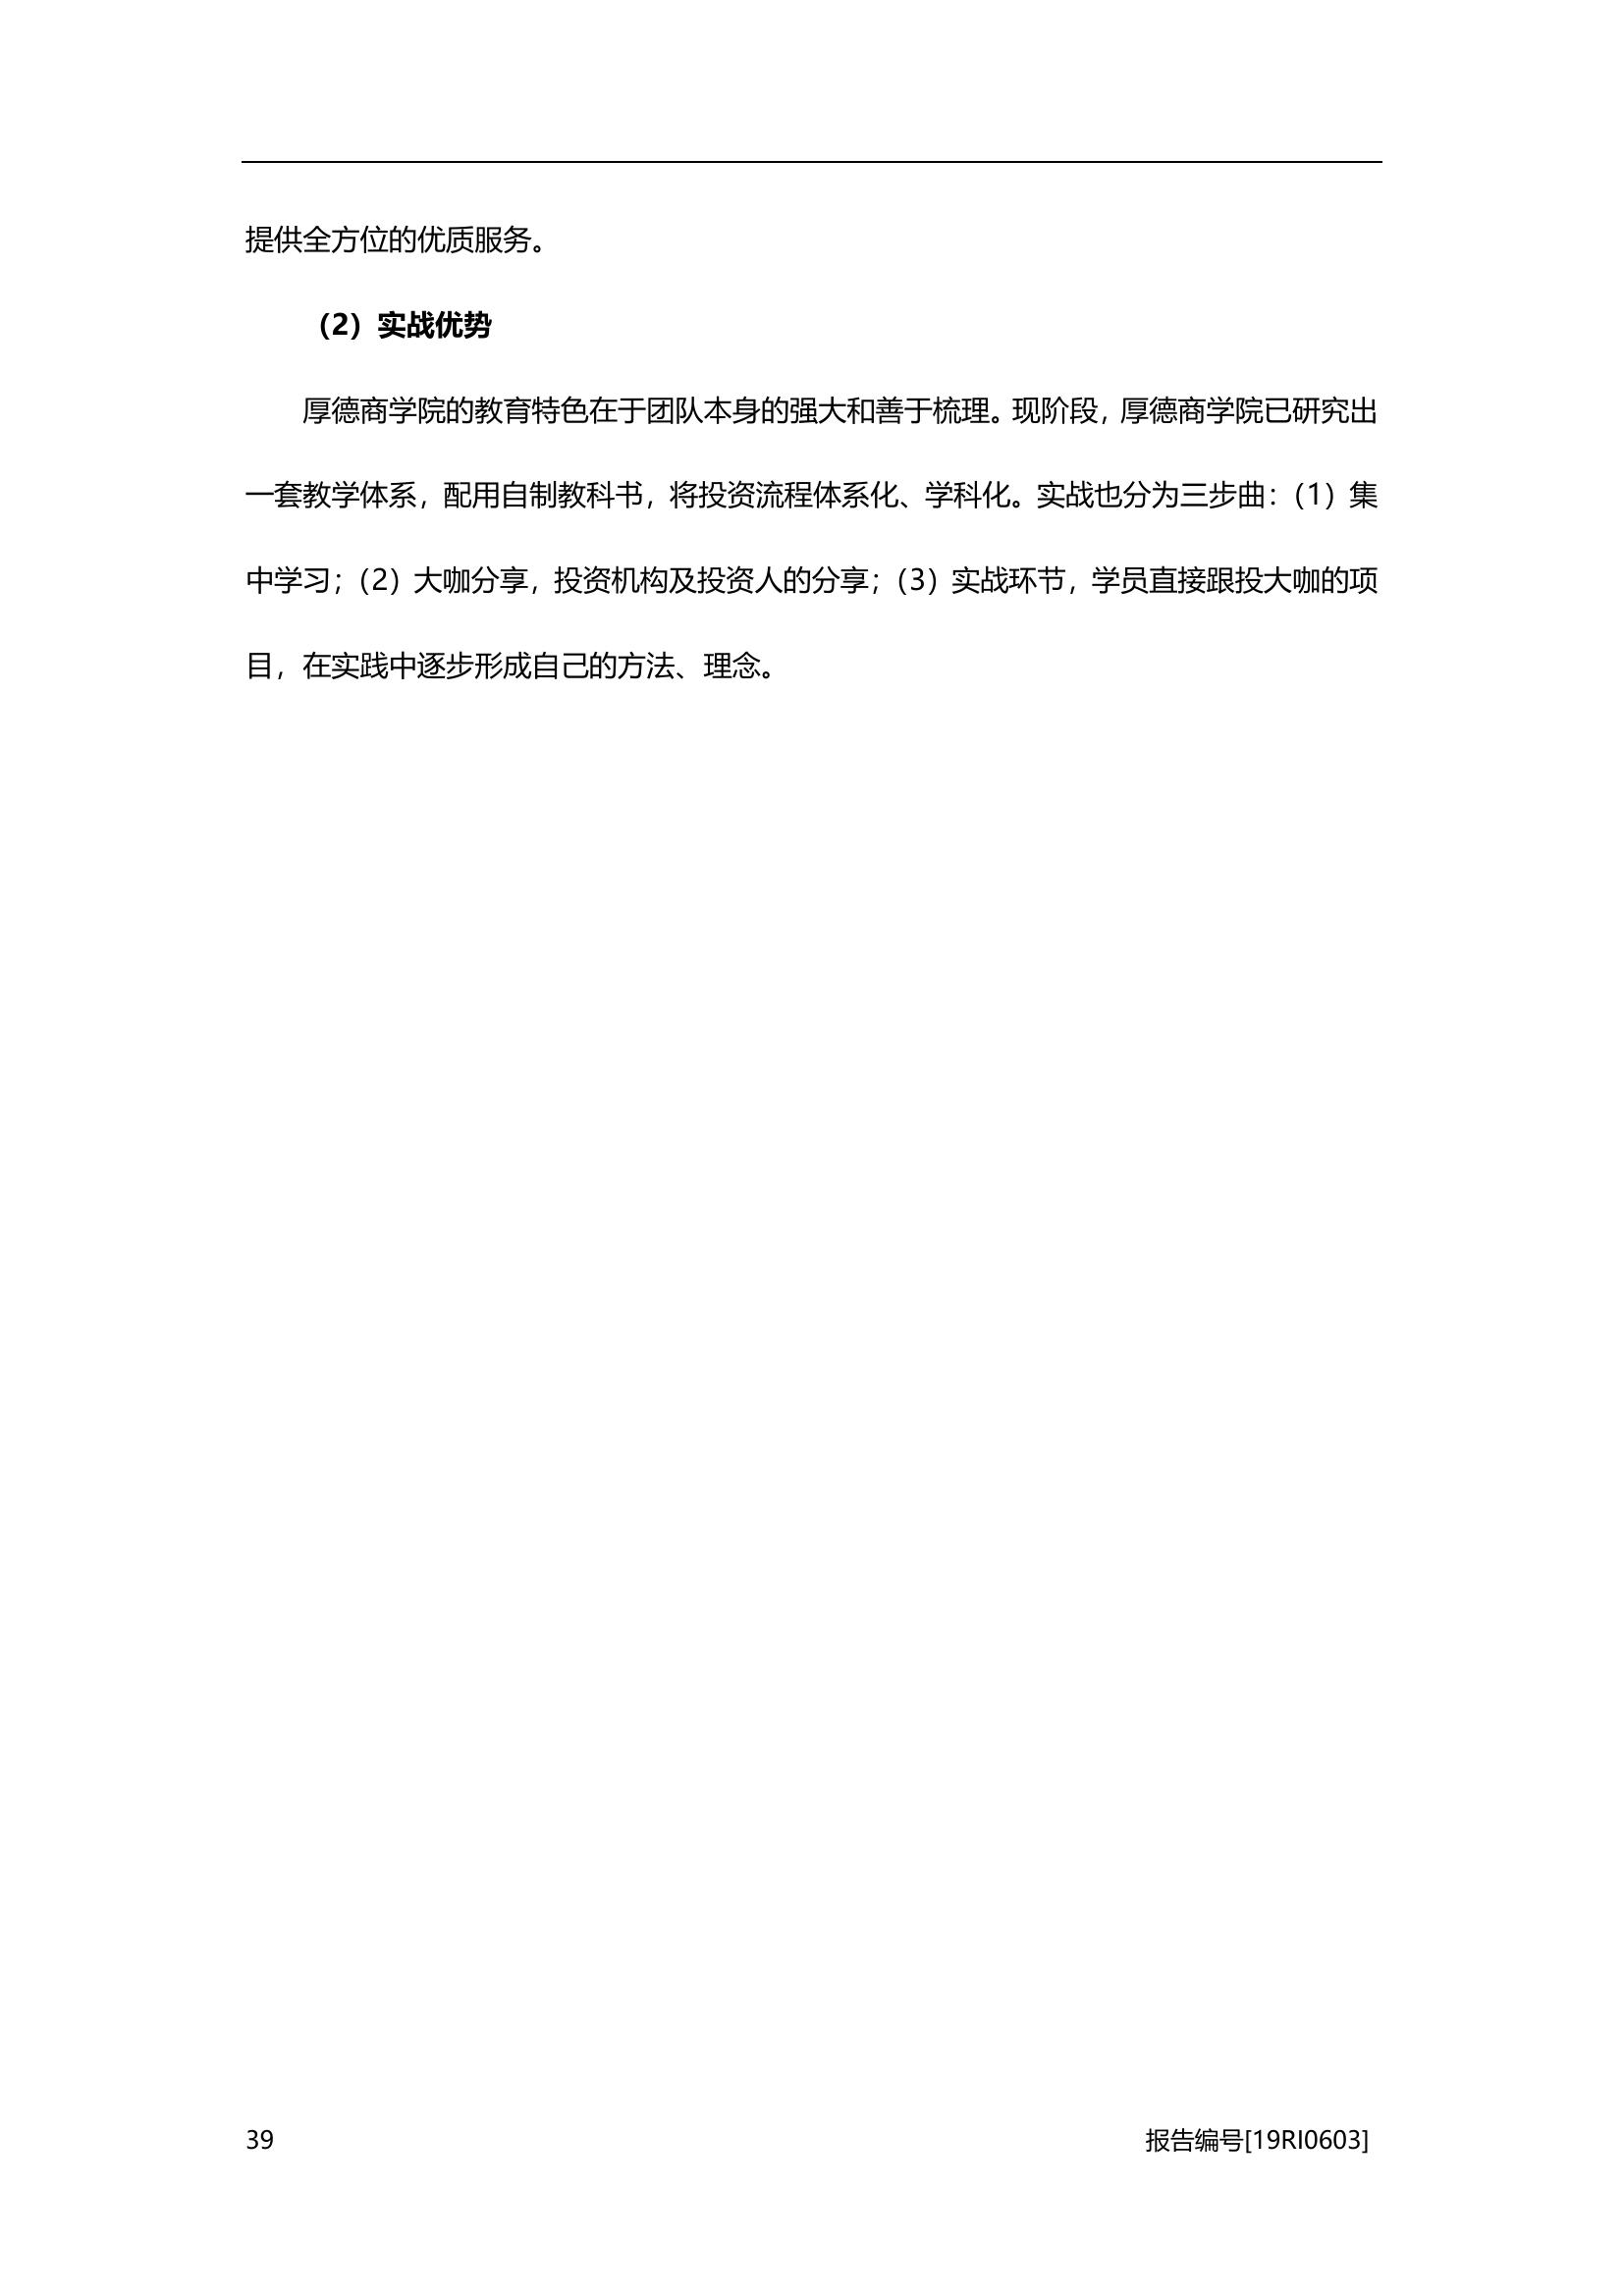 提供全方位的优质服务。
（2）实战优势
厚德商学院的教育特色在于团队本身的强大和善于梳理。现阶段，厚德商学院已研究出
一套教学体系，配用自制教科书，将投资流程体系化、学科化。实战也分为三步曲：（1）集
中学习；（2）大咖分享，投资机构及投资人的分享；（3）实战环节，学员直接跟投大咖的项
目，在实践中逐步形成自己的方法、理念。
39 报告编号[19RI0603]